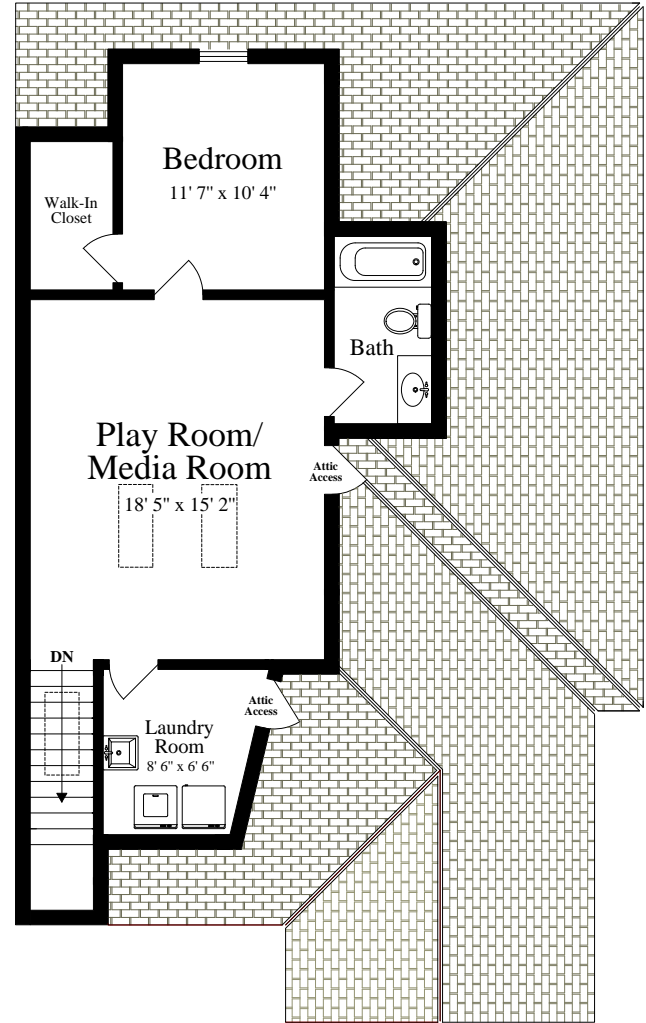 Bedroom
11' 7" x 10' 4"
Walk-In
Closet
Bath
Play Room/
Media Room
18' 5" x 15' 2"
Attic
Access
DN
Attic
Access
Laundry
Room
8' 6" x 6' 6"